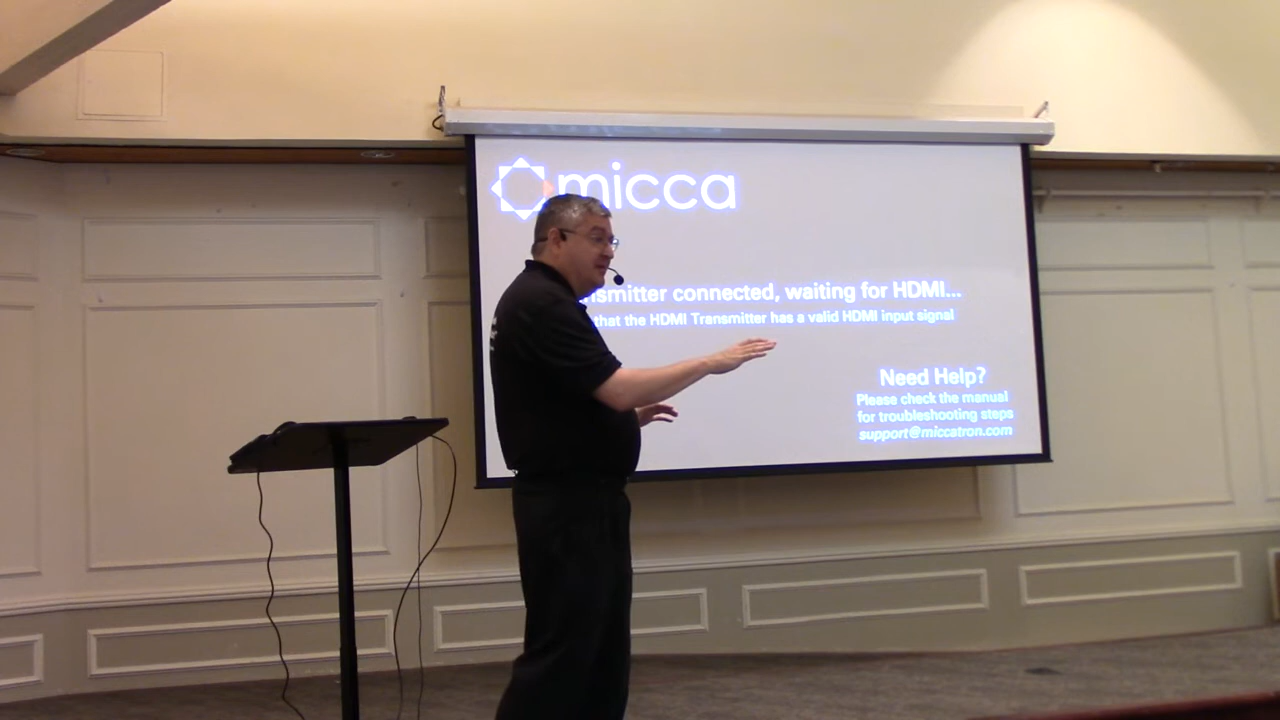 micca
connected, waiting for HDMI...
that the HDMI Transmitter has a valid HDMI input signal
Need Help?
Please check the manual
for troubleshooting steps
support@miccatron.com